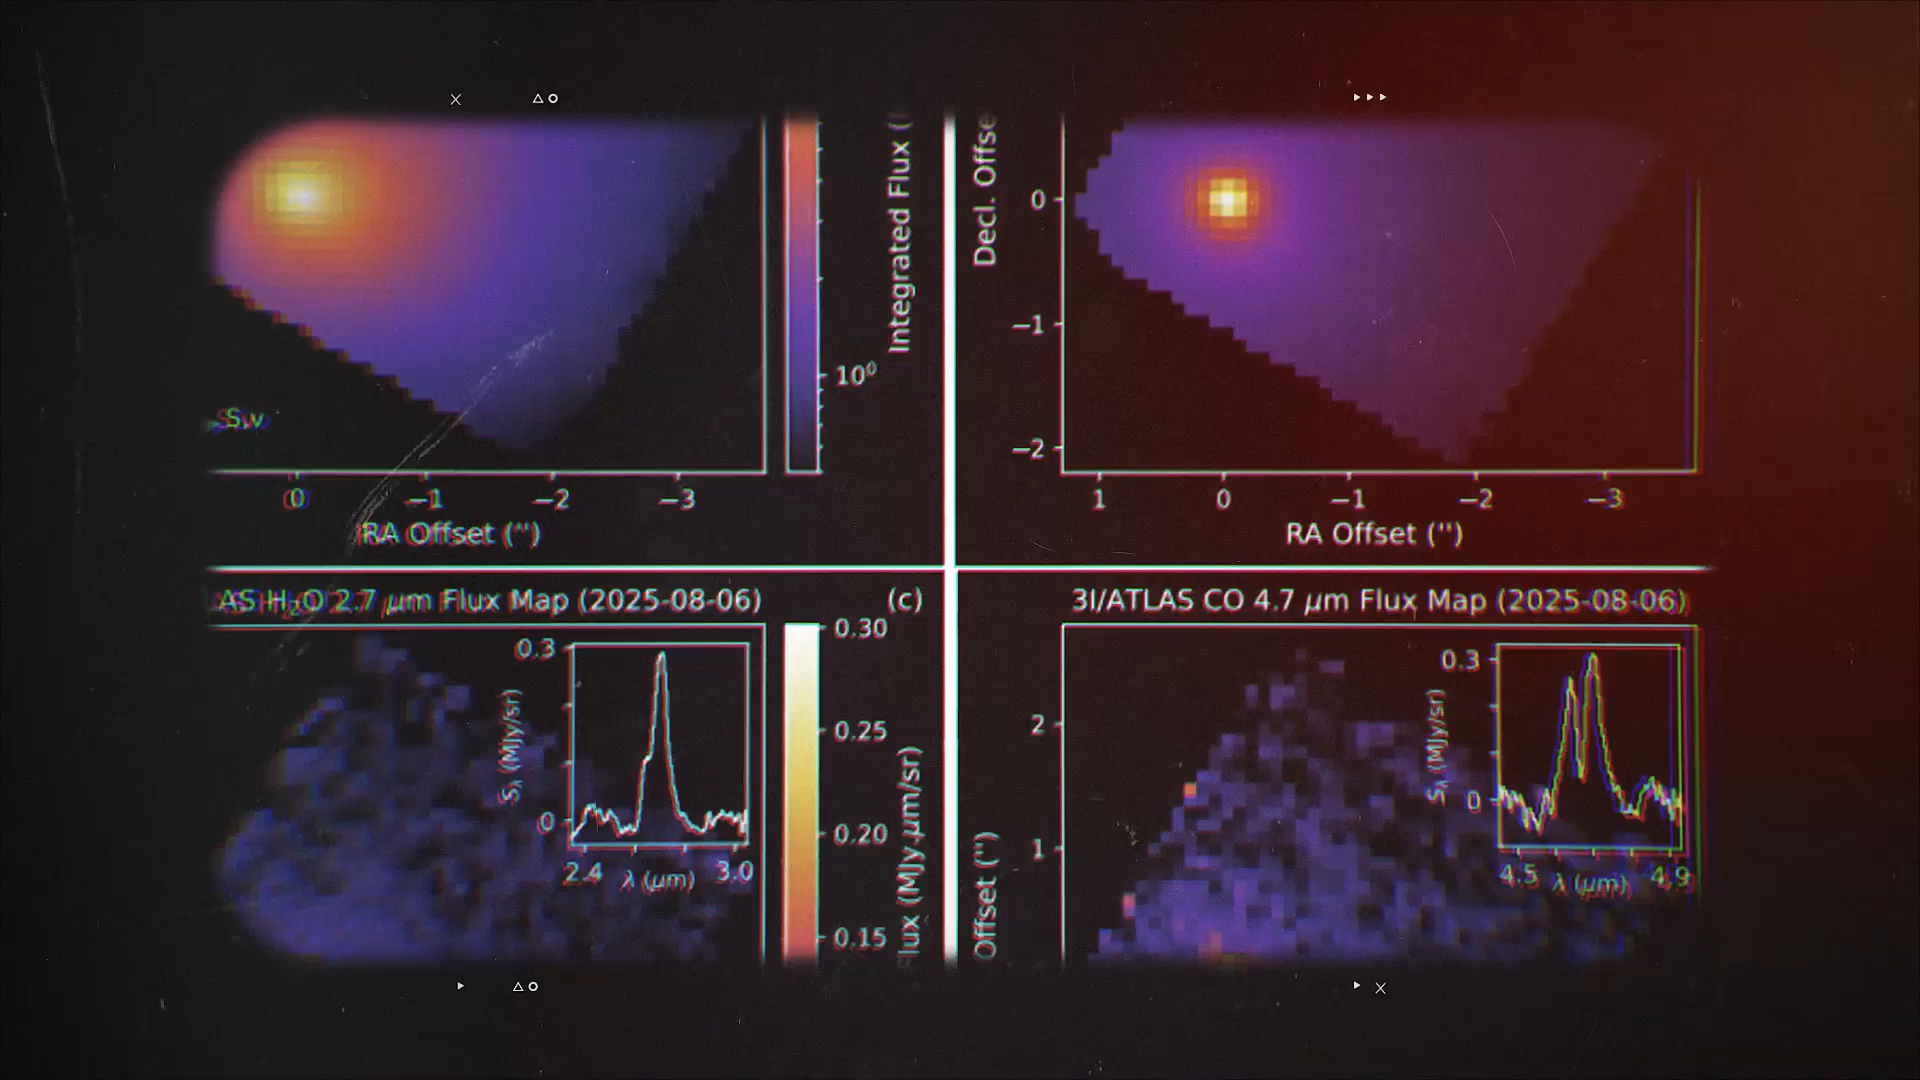 Integrated Flux (
10⁰
Sw
0 −1 −2 −3
RA Offset (")
Decl. Offse
0
−1
−2
1 0 −1 −2 −3
RA Offset (")
AS H₂O 2.7 μm Flux Map (2025-08-06)
(c)
0.30
0.25
0.20
0.15
lux (MJy μm/sr)
0.3
0
Sλ (MJy/sr)
2.4 λ (μm) 3.0
3I/ATLAS CO 4.7 μm Flux Map (2025-08-06)
2
1
Offset (")
0.3
0
Sλ (MJy/sr)
4.5 λ (μm) 4.9